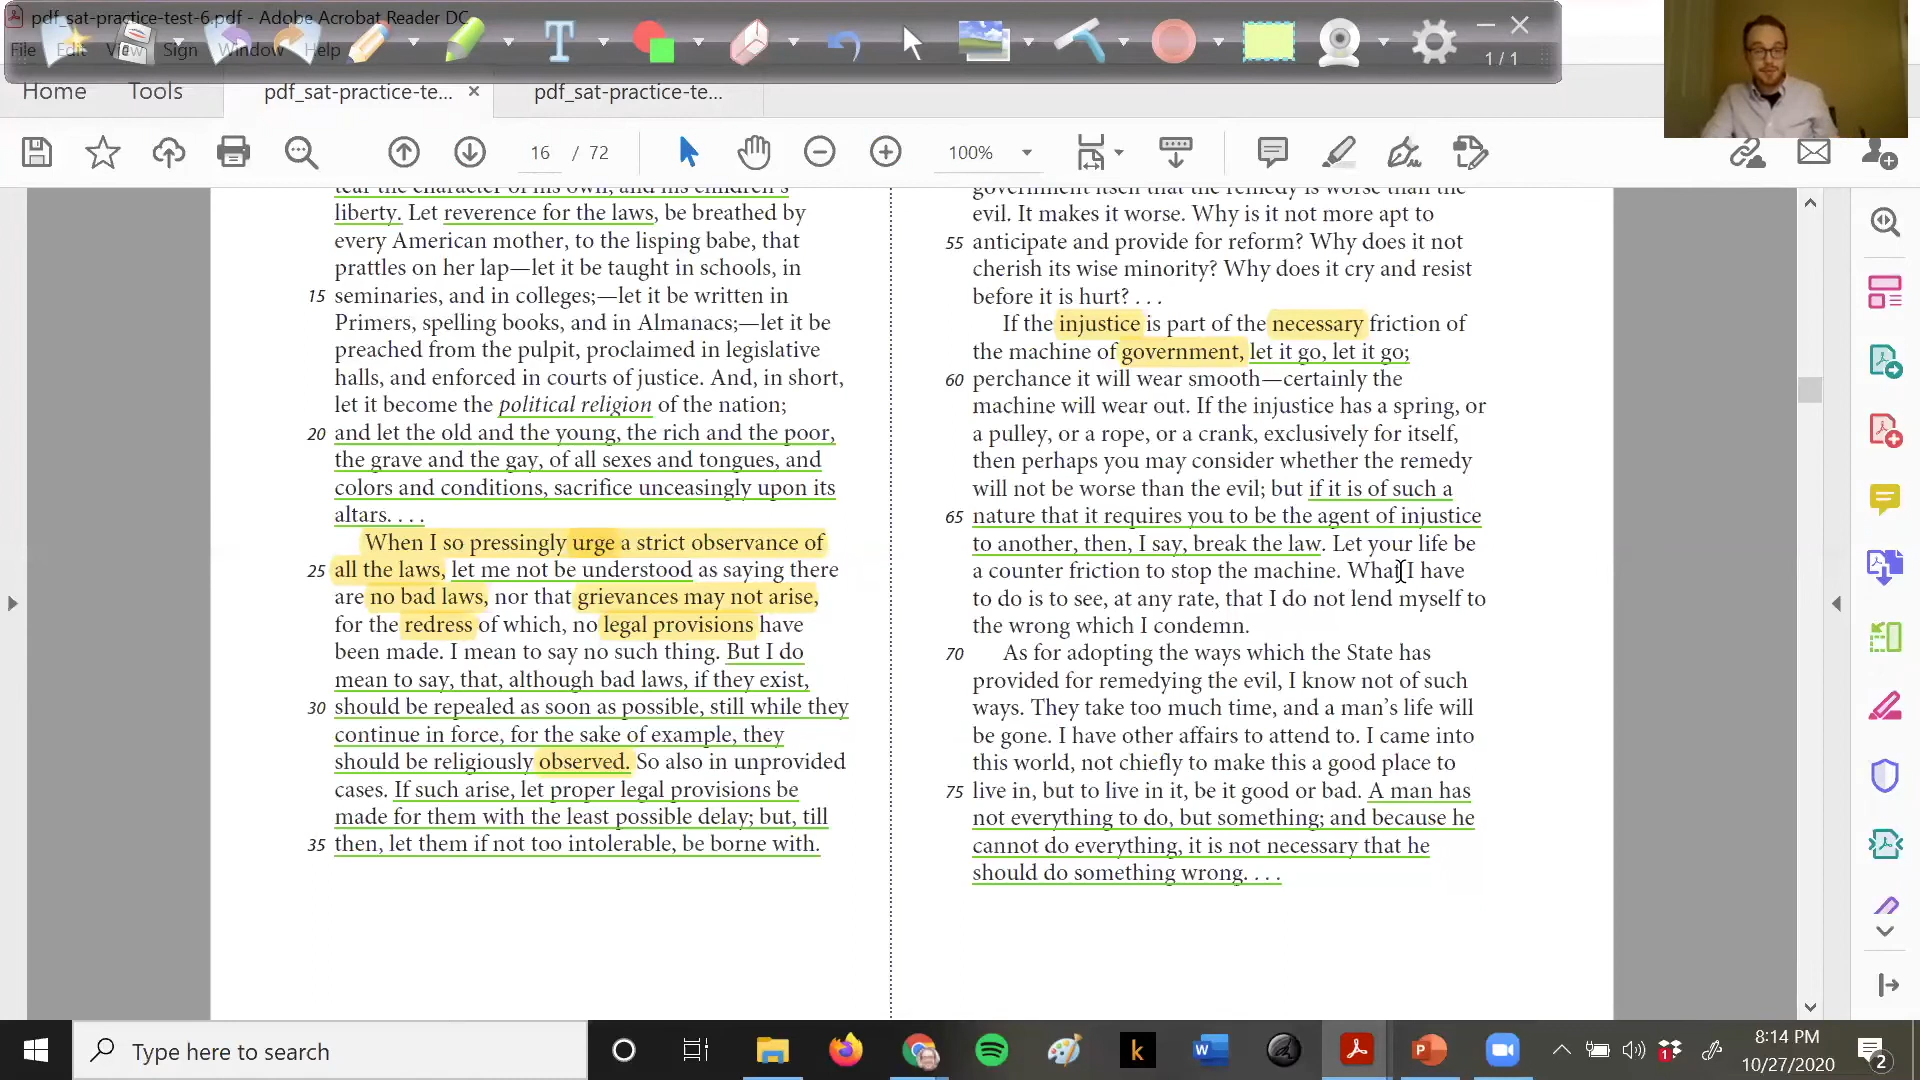 pdf_sat-practice-test-6.pdf - Adobe Acrobat Reader DC
File Edit View Sign Window Help
1 / 1
Home Tools pdf_sat-practice-te... × pdf_sat-practice-te...
16 / 72 100%
tear the character of his own, and his children's
liberty. Let reverence for the laws, be breathed by
every American mother, to the lisping babe, that
prattles on her lap—let it be taught in schools, in
15 seminaries, and in colleges;—let it be written in
Primers, spelling books, and in Almanacs;—let it be
preached from the pulpit, proclaimed in legislative
halls, and enforced in courts of justice. And, in short,
let it become the political religion of the nation;
20 and let the old and the young, the rich and the poor,
the grave and the gay, of all sexes and tongues, and
colors and conditions, sacrifice unceasingly upon its
altars. . . .
When I so pressingly urge a strict observance of
25 all the laws, let me not be understood as saying there
are no bad laws, nor that grievances may not arise,
for the redress of which, no legal provisions have
been made. I mean to say no such thing. But I do
mean to say, that, although bad laws, if they exist,
30 should be repealed as soon as possible, still while they
continue in force, for the sake of example, they
should be religiously observed. So also in unprovided
cases. If such arise, let proper legal provisions be
made for them with the least possible delay; but, till
35 then, let them if not too intolerable, be borne with.
government itself that the remedy is worse than the
evil. It makes it worse. Why is it not more apt to
55 anticipate and provide for reform? Why does it not
cherish its wise minority? Why does it cry and resist
before it is hurt? . . .
If the injustice is part of the necessary friction of
the machine of government, let it go, let it go;
60 perchance it will wear smooth—certainly the
machine will wear out. If the injustice has a spring, or
a pulley, or a rope, or a crank, exclusively for itself,
then perhaps you may consider whether the remedy
will not be worse than the evil; but if it is of such a
65 nature that it requires you to be the agent of injustice
to another, then, I say, break the law. Let your life be
a counter friction to stop the machine. What I have
to do is to see, at any rate, that I do not lend myself to
the wrong which I condemn.
70 As for adopting the ways which the State has
provided for remedying the evil, I know not of such
ways. They take too much time, and a man's life will
be gone. I have other affairs to attend to. I came into
this world, not chiefly to make this a good place to
75 live in, but to live in it, be it good or bad. A man has
not everything to do, but something; and because he
cannot do everything, it is not necessary that he
should do something wrong. . . .
Type here to search
8:14 PM
10/27/2020
2